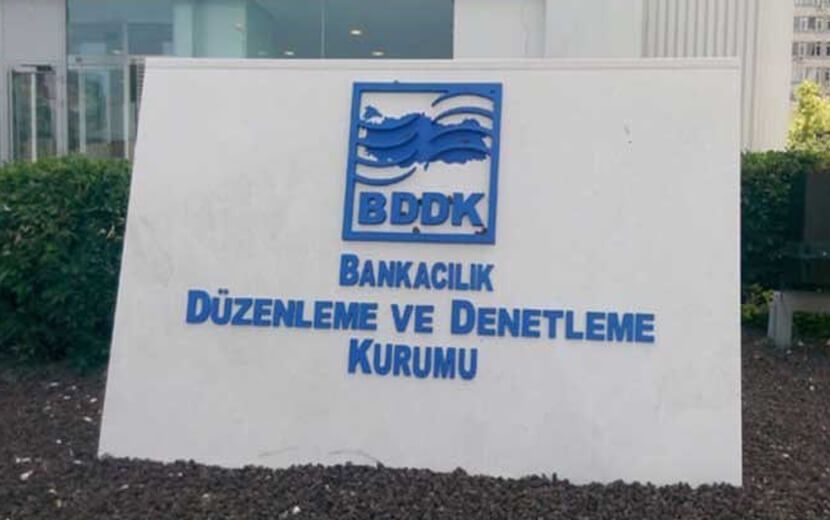 BDDK
BANKACILIK
DÜZENLEME VE DENETLEME
KURUMU